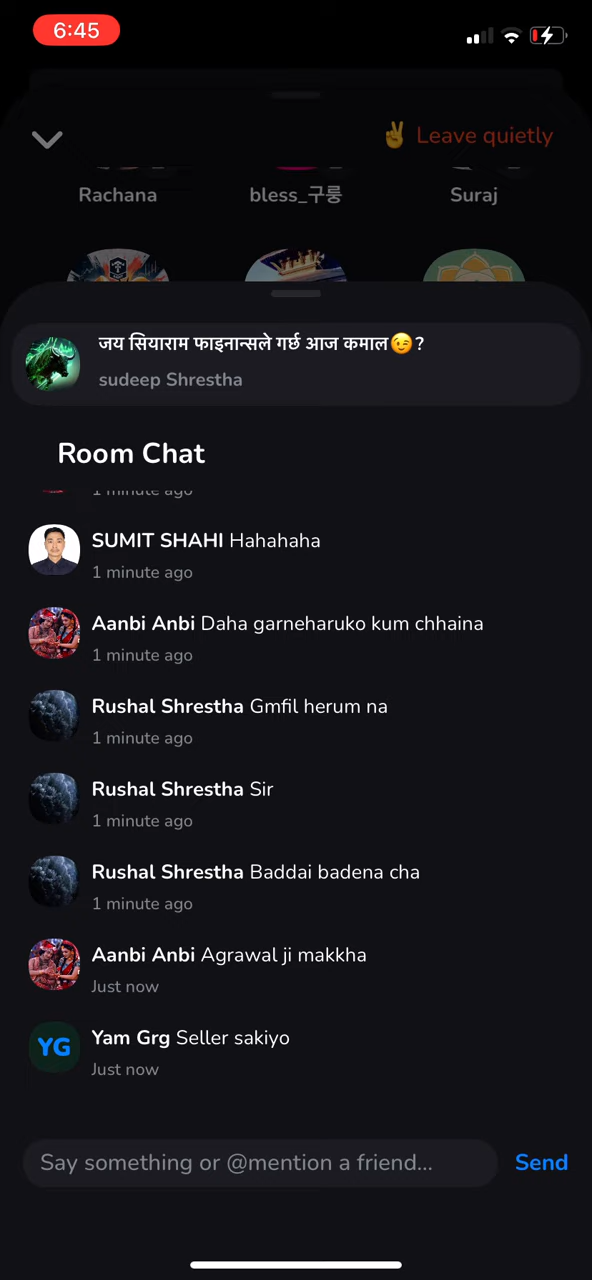 6:45
✌️ Leave quietly
Rachana
bless_구룽
Suraj
जय सियाराम फाइनान्सले गर्छ आज कमाल😉?
sudeep Shrestha
Room Chat
1 minute ago
SUMIT SHAHI Hahahaha
1 minute ago
Aanbi Anbi Daha garneharuko kum chhaina
1 minute ago
Rushal Shrestha Gmfil herum na
1 minute ago
Rushal Shrestha Sir
1 minute ago
Rushal Shrestha Baddai badena cha
1 minute ago
Aanbi Anbi Agrawal ji makkha
Just now
YG
Yam Grg Seller sakiyo
Just now
Say something or @mention a friend...
Send